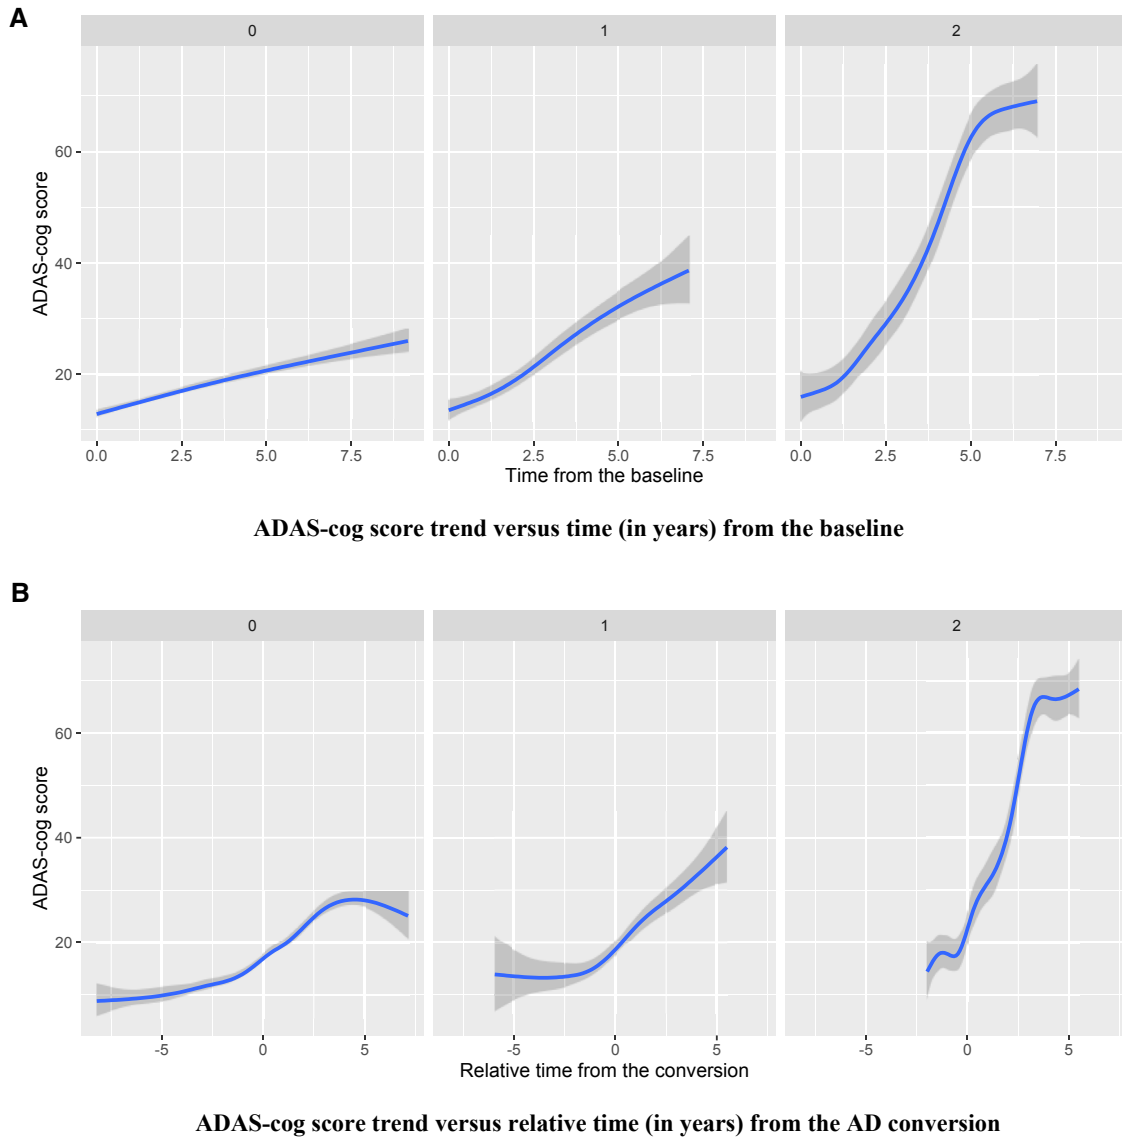 A
0 1 2
60
40
20
ADAS-cog score
0.0 2.5 5.0 7.5 0.0 2.5 5.0 7.5 0.0 2.5 5.0 7.5
Time from the baseline
ADAS-cog score trend versus time (in years) from the baseline
B
0 1 2
60
40
20
ADAS-cog score
-5 0 5 -5 0 5 -5 0 5
Relative time from the conversion
ADAS-cog score trend versus relative time (in years) from the AD conversion